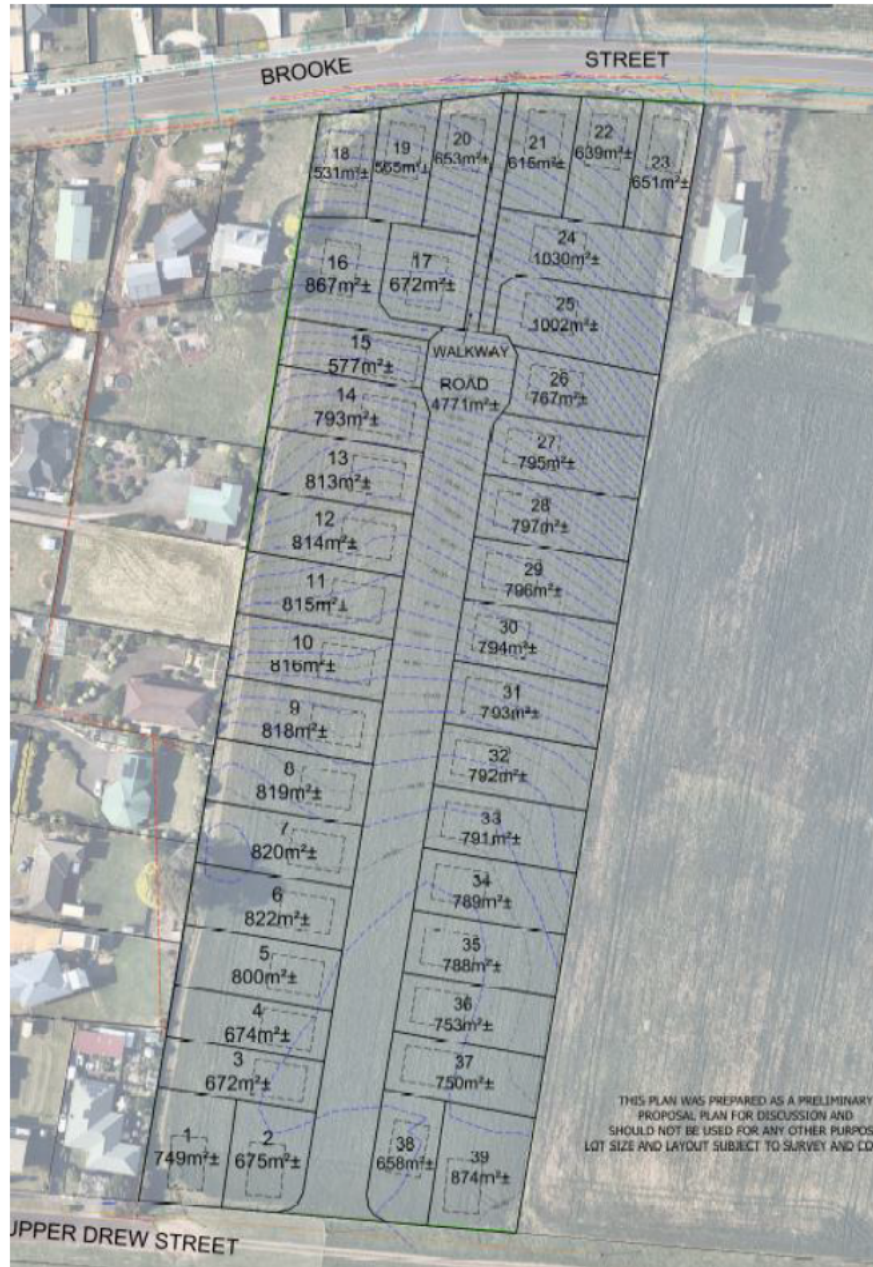 BROOKE STREET
18
531m²±
19
565m²±
20
653m²±
21
616m²±
22
639m²±
23
651m²±
24
1030m²±
16
867m²±
17
672m²±
25
1002m²±
15
577m²±
WALKWAY
ROAD
4771m²±
26
767m²±
14
793m²±
27
795m²±
13
813m²±
28
797m²±
12
814m²±
29
796m²±
11
815m²±
30
794m²±
10
816m²±
31
793m²±
9
818m²±
32
792m²±
8
819m²±
33
791m²±
7
820m²±
34
789m²±
6
822m²±
35
788m²±
5
800m²±
36
753m²±
4
674m²±
37
750m²±
3
672m²±
THIS PLAN WAS PREPARED AS A PRELIMINARY
PROPOSAL PLAN FOR DISCUSSION AND
SHOULD NOT BE USED FOR ANY OTHER PURPOS
LOT SIZE AND LAYOUT SUBJECT TO SURVEY AND CO
1
749m²±
2
675m²±
38
658m²±
39
874m²±
UPPER DREW STREET